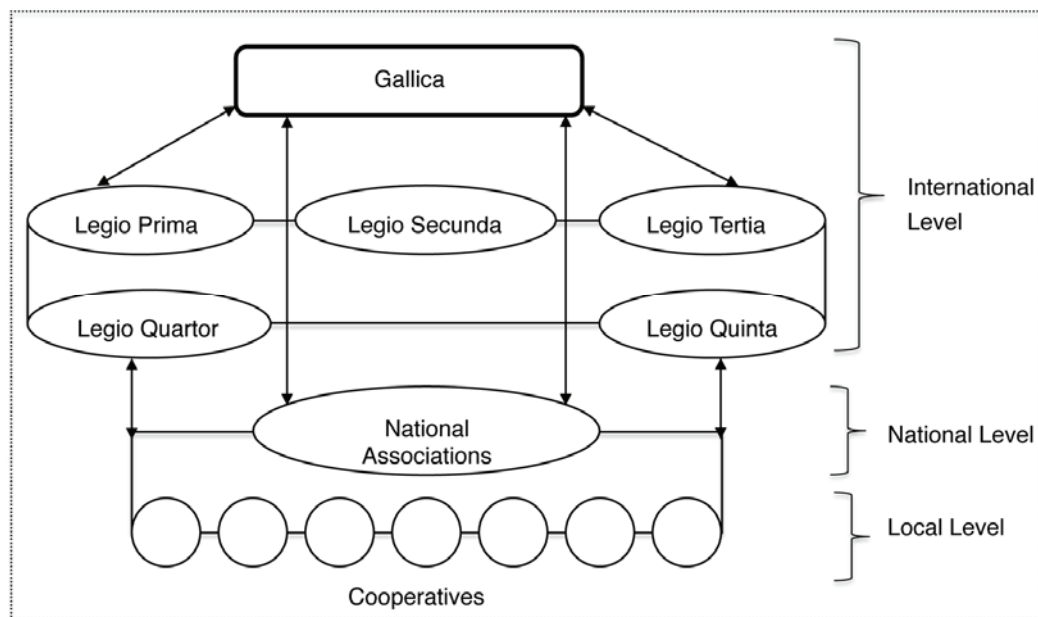 Gallica
Legio Prima
Legio Secunda
Legio Tertia
International
Level
Legio Quartor
Legio Quinta
National
Associations
National Level
Local Level
Cooperatives